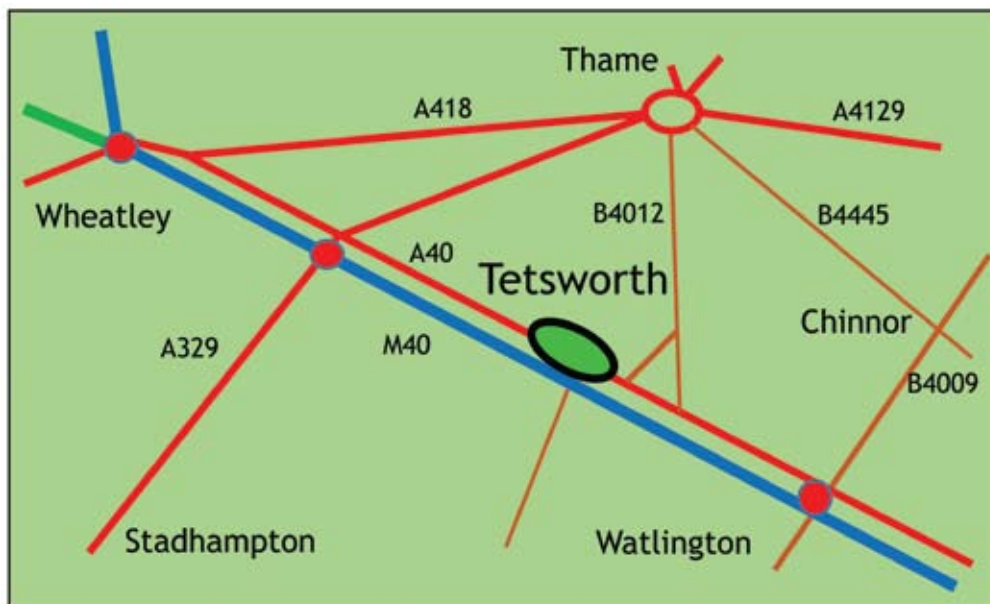 Thame
A418
A4129
Wheatley
B4012
B4445
A40
Tetsworth
A329
M40
Chinnor
B4009
Stadhampton
Watlington